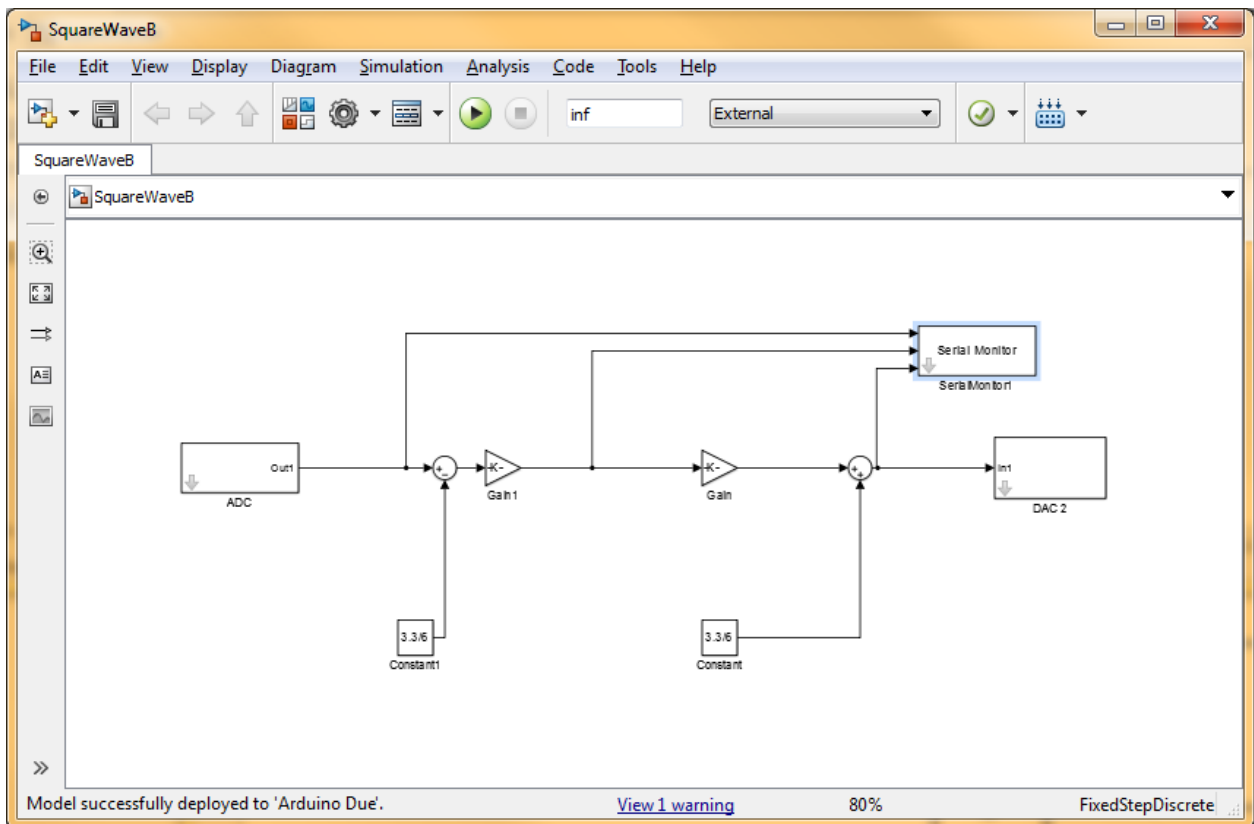 SquareWaveB
File Edit View Display Diagram Simulation Analysis Code Tools Help
inf External
SquareWaveB
SquareWaveB
Serial Monitor
SerialMonitor1
Out1
ADC
-K-
Gain1
-K-
Gain
In1
DAC 2
3.3/6
Constant1
3.3/6
Constant
Model successfully deployed to 'Arduino Due'. View 1 warning 80% FixedStepDiscrete